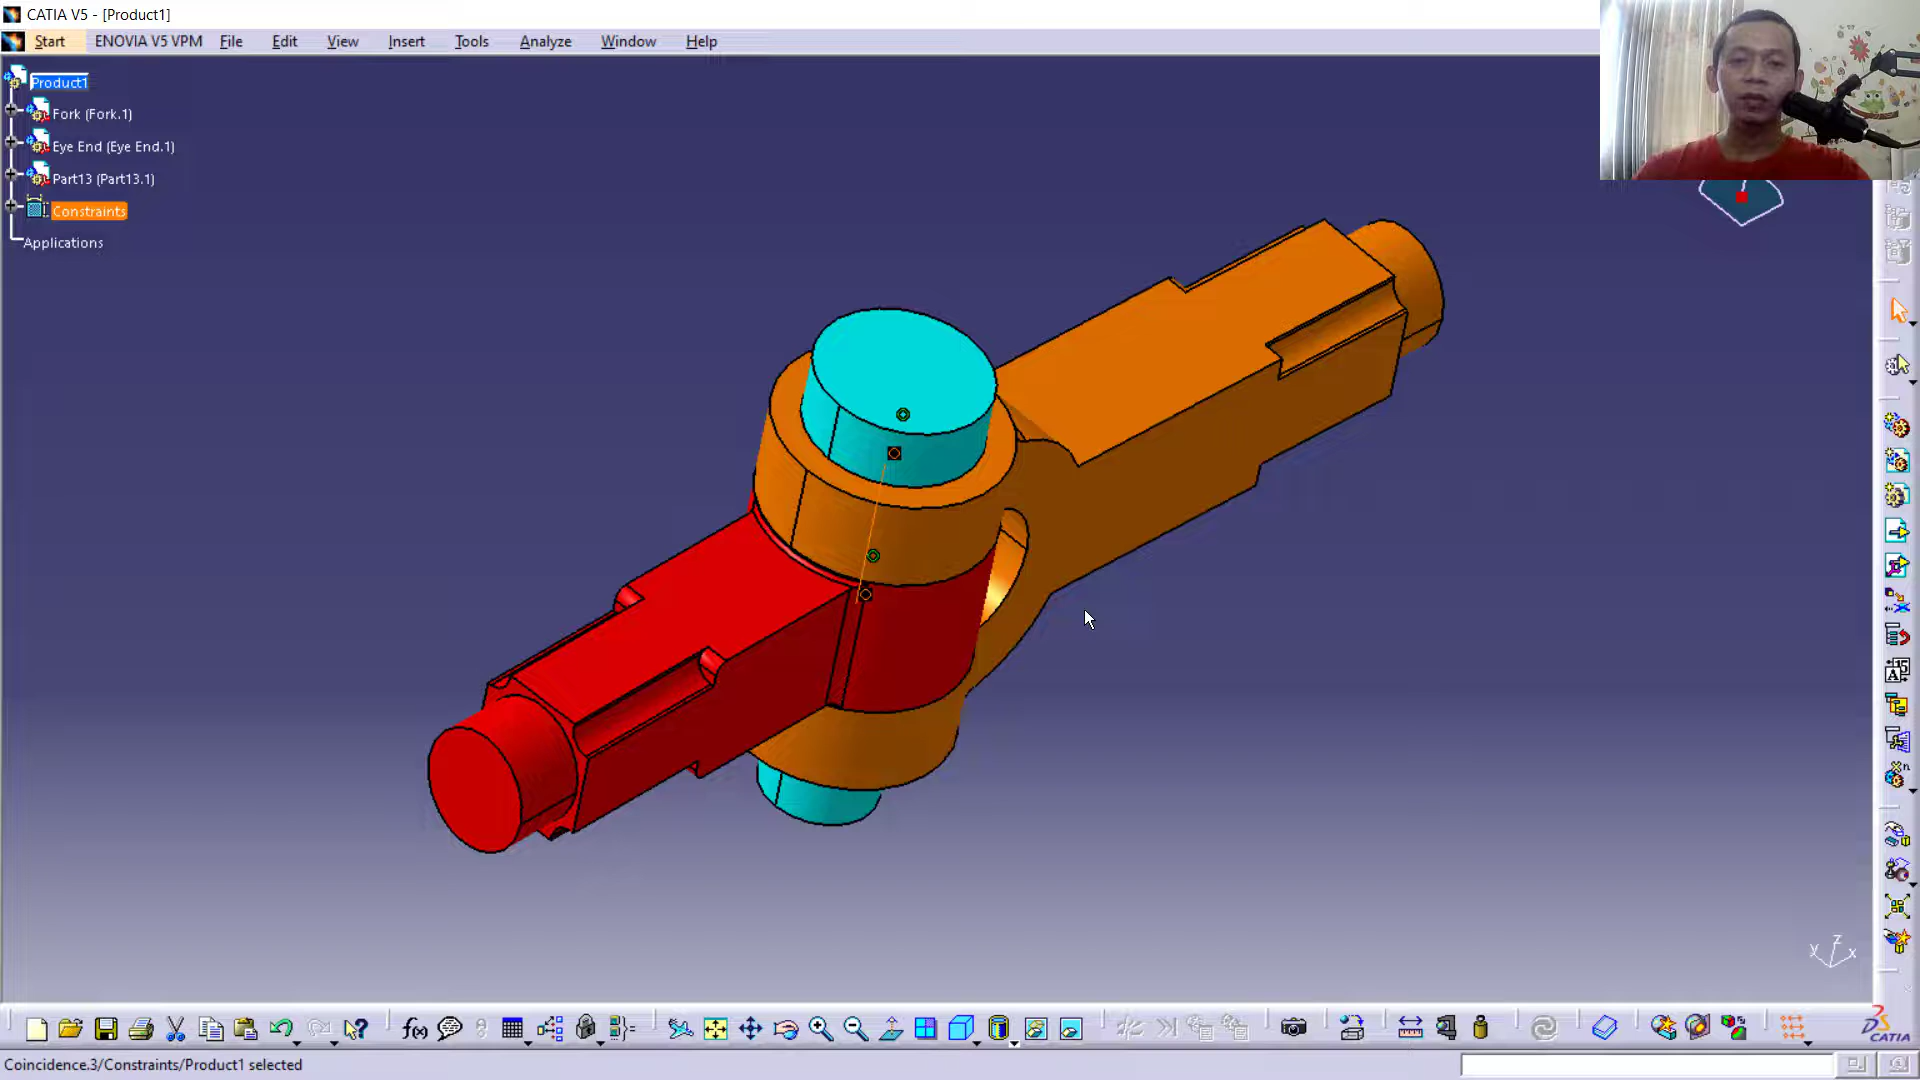 CATIA V5 - [Product1]
Start ENOVIA V5 VPM File Edit View Insert Tools Analyze Window Help
Product1
Fork (Fork.1)
Eye End (Eye End.1)
Part13 (Part13.1)
Constraints
Applications
z
y x
f(x)
CATIA
Coincidence.3/Constraints/Product1 selected